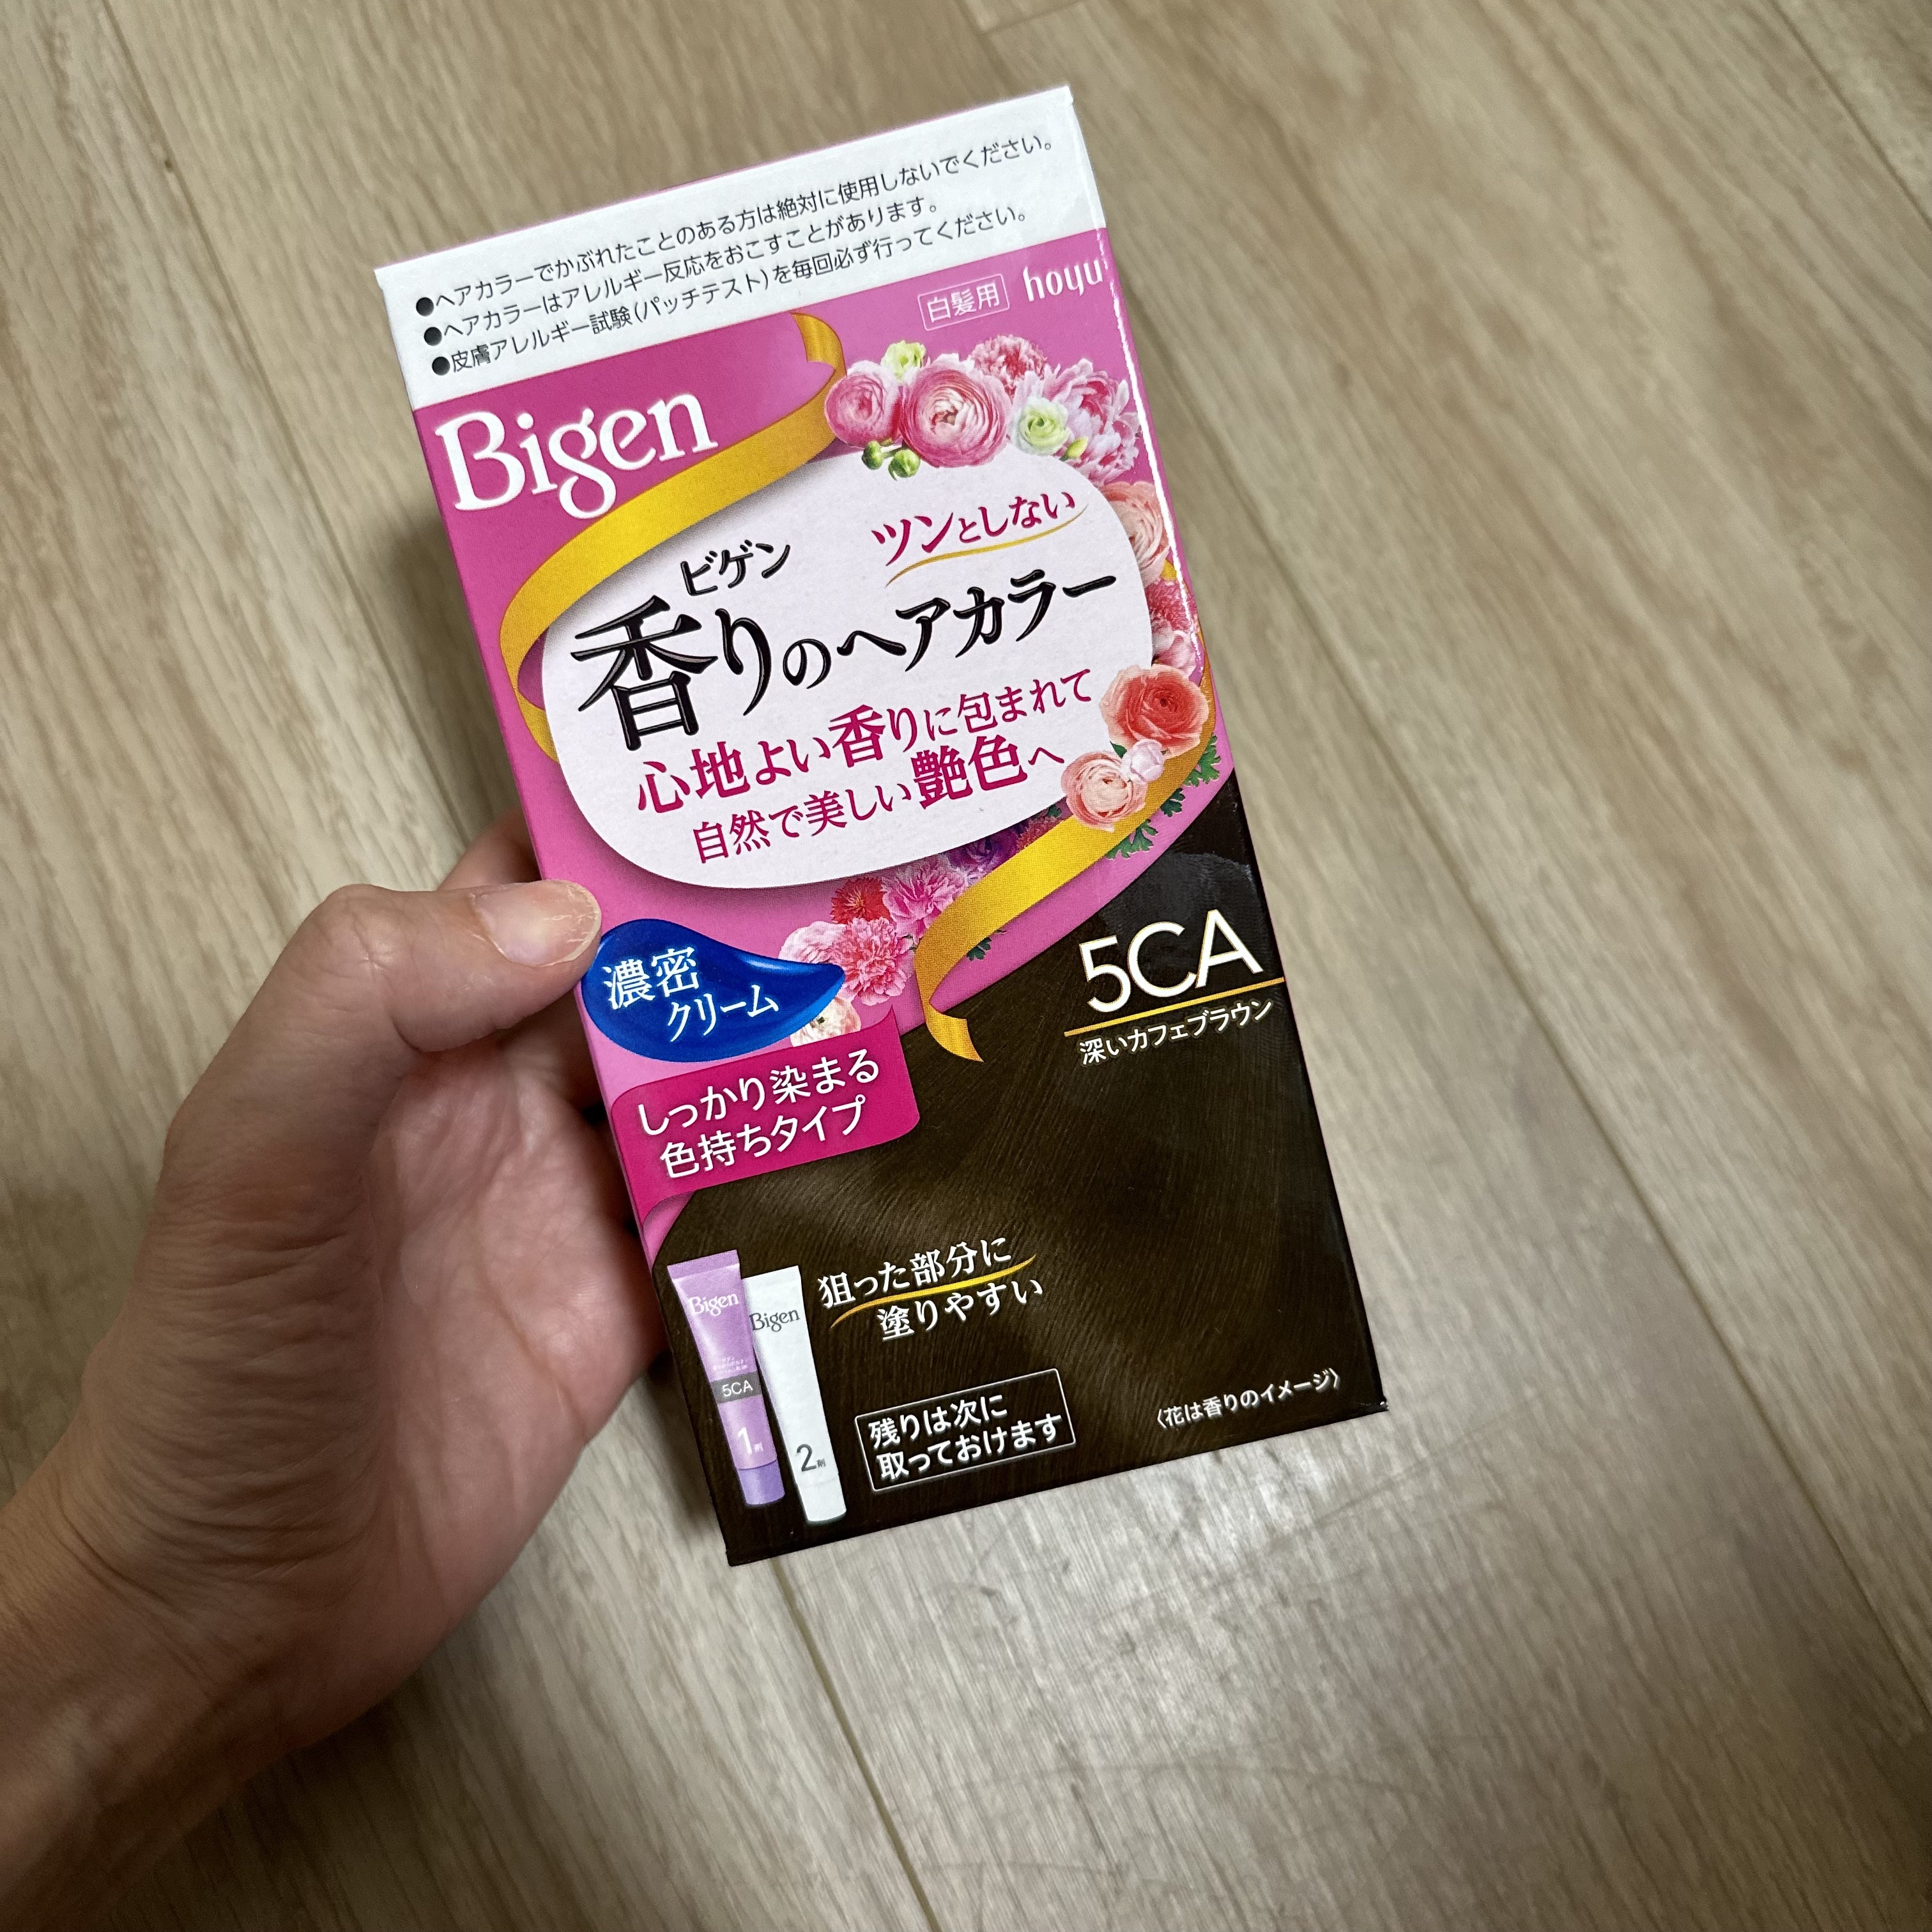 ●ヘアカラーでかぶれたことのある方は絶対に使用しないでください。
●ヘアカラーはアレルギー反応をおこすことがあります。
●皮膚アレルギー試験(パッチテスト)を毎回必ず行ってください。
白髪用 hoyu
Bigen
ツンとしない
ビゲン
香りのヘアカラー
心地よい香りに包まれて
自然で美しい艶色へ
濃密
クリーム
5CA
深いカフェブラウン
しっかり染まる
色持ちタイプ
狙った部分に
塗りやすい
Bigen
5CA
1剤
Bigen
2剤
残りは次に
取っておけます
〈花は香りのイメージ〉